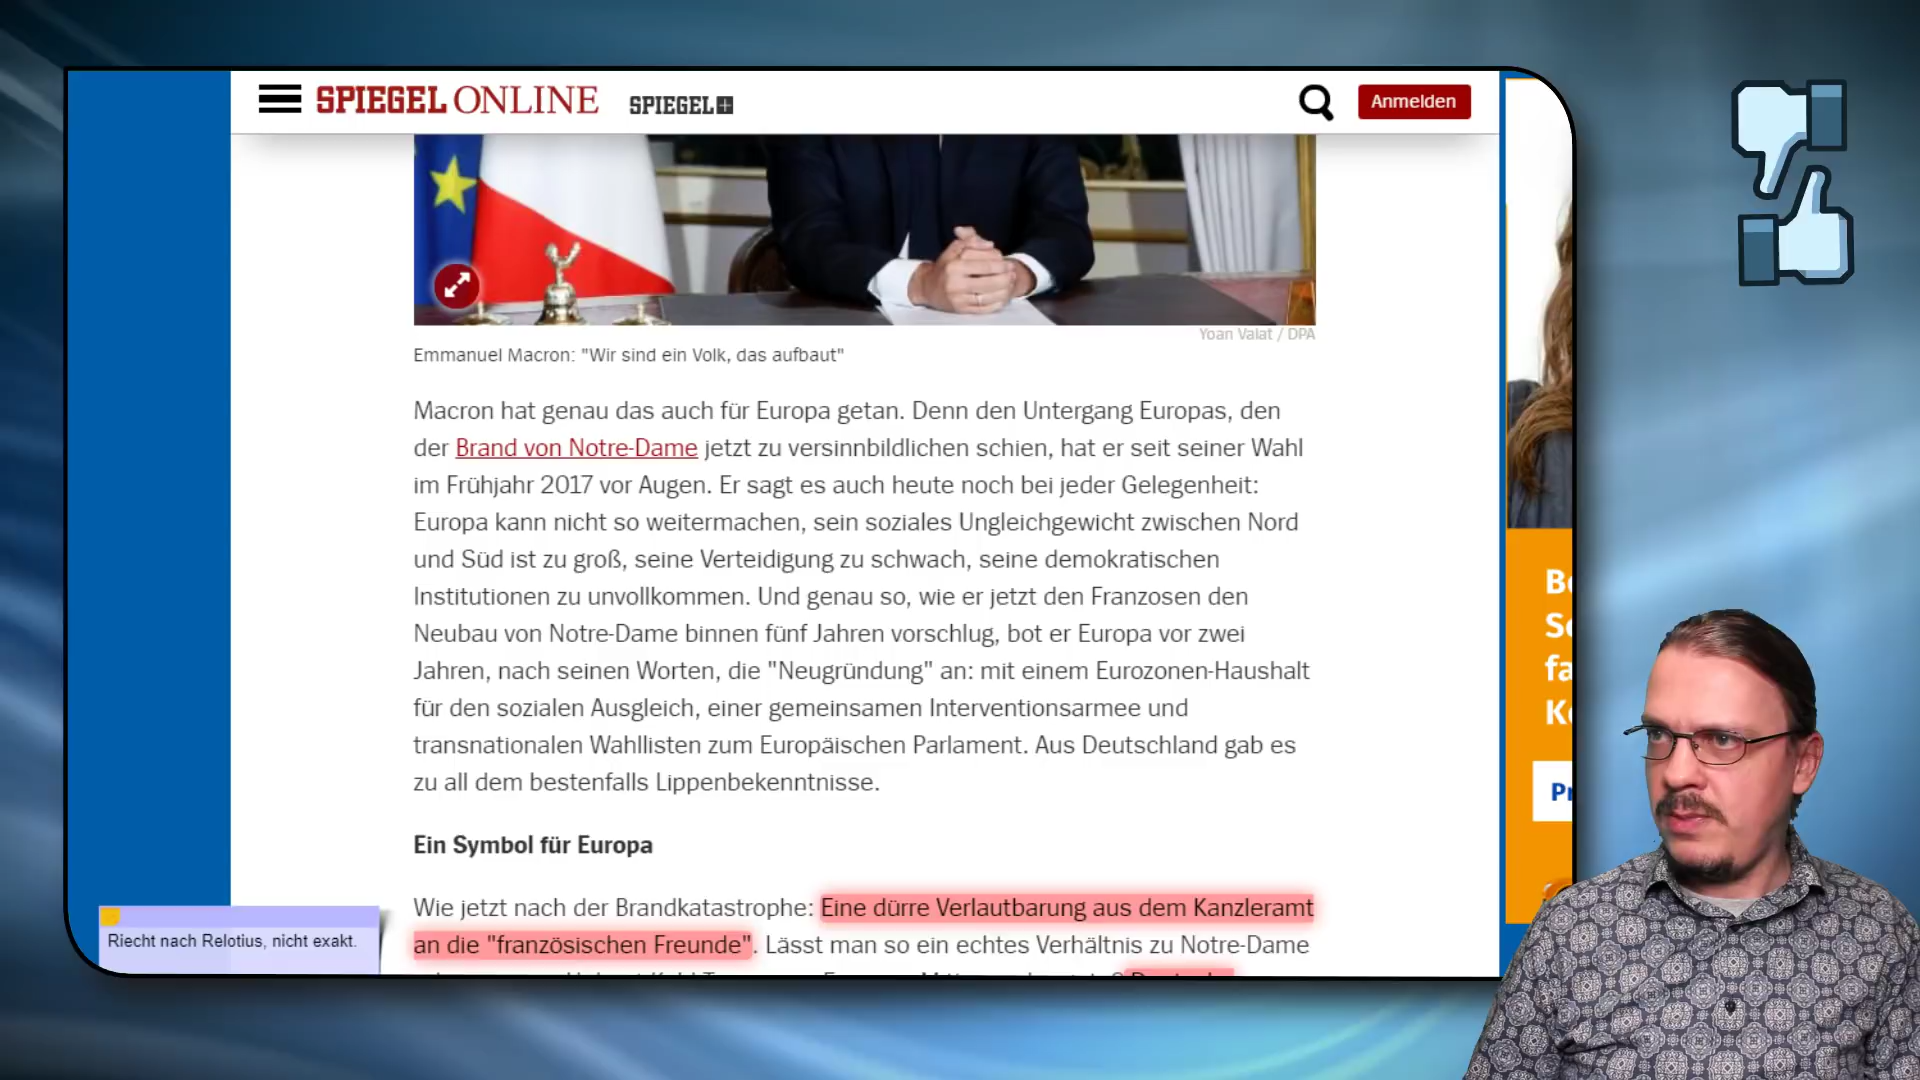 SPIEGEL ONLINE SPIEGEL+ Anmelden
Yoan Valat / DPA
Emmanuel Macron: "Wir sind ein Volk, das aufbaut"
Macron hat genau das auch für Europa getan. Denn den Untergang Europas, den
der Brand von Notre-Dame jetzt zu versinnbildlichen schien, hat er seit seiner Wahl
im Frühjahr 2017 vor Augen. Er sagt es auch heute noch bei jeder Gelegenheit:
Europa kann nicht so weitermachen, sein soziales Ungleichgewicht zwischen Nord
und Süd ist zu groß, seine Verteidigung zu schwach, seine demokratischen
Institutionen zu unvollkommen. Und genau so, wie er jetzt den Franzosen den
Neubau von Notre-Dame binnen fünf Jahren vorschlug, bot er Europa vor zwei
Jahren, nach seinen Worten, die "Neugründung" an: mit einem Eurozonen-Haushalt
für den sozialen Ausgleich, einer gemeinsamen Interventionsarmee und
transnationalen Wahllisten zum Europäischen Parlament. Aus Deutschland gab es
zu all dem bestenfalls Lippenbekenntnisse.
Ein Symbol für Europa
Wie jetzt nach der Brandkatastrophe: Eine dürre Verlautbarung aus dem Kanzleramt
an die "französischen Freunde". Lässt man so ein echtes Verhältnis zu Notre-Dame
Riecht nach Relotius, nicht exakt.